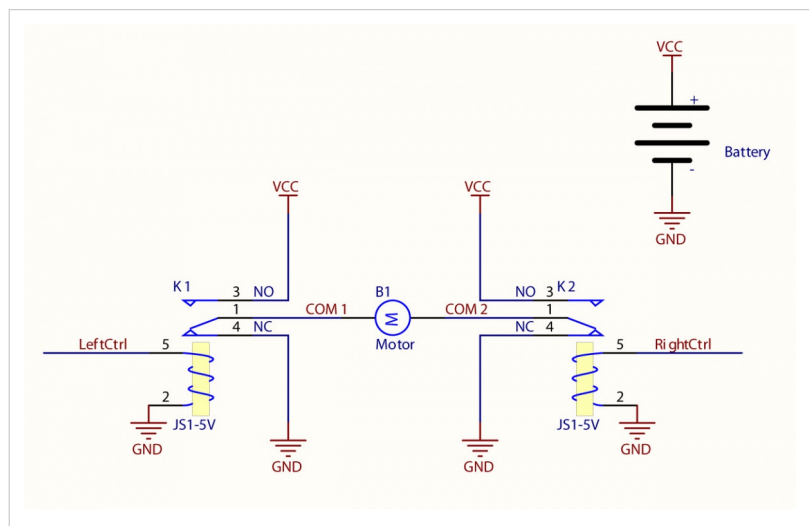 VCC
+
Battery
-
GND
VCC
VCC
K1
3 NO
B1
NO 3
K2
1
COM 1
M
COM 2
1
4 NC
Motor
NC 4
LeftCtrl
5
5
RightCtrl
2
2
JS1-5V
JS1-5V
GND
GND
GND
GND